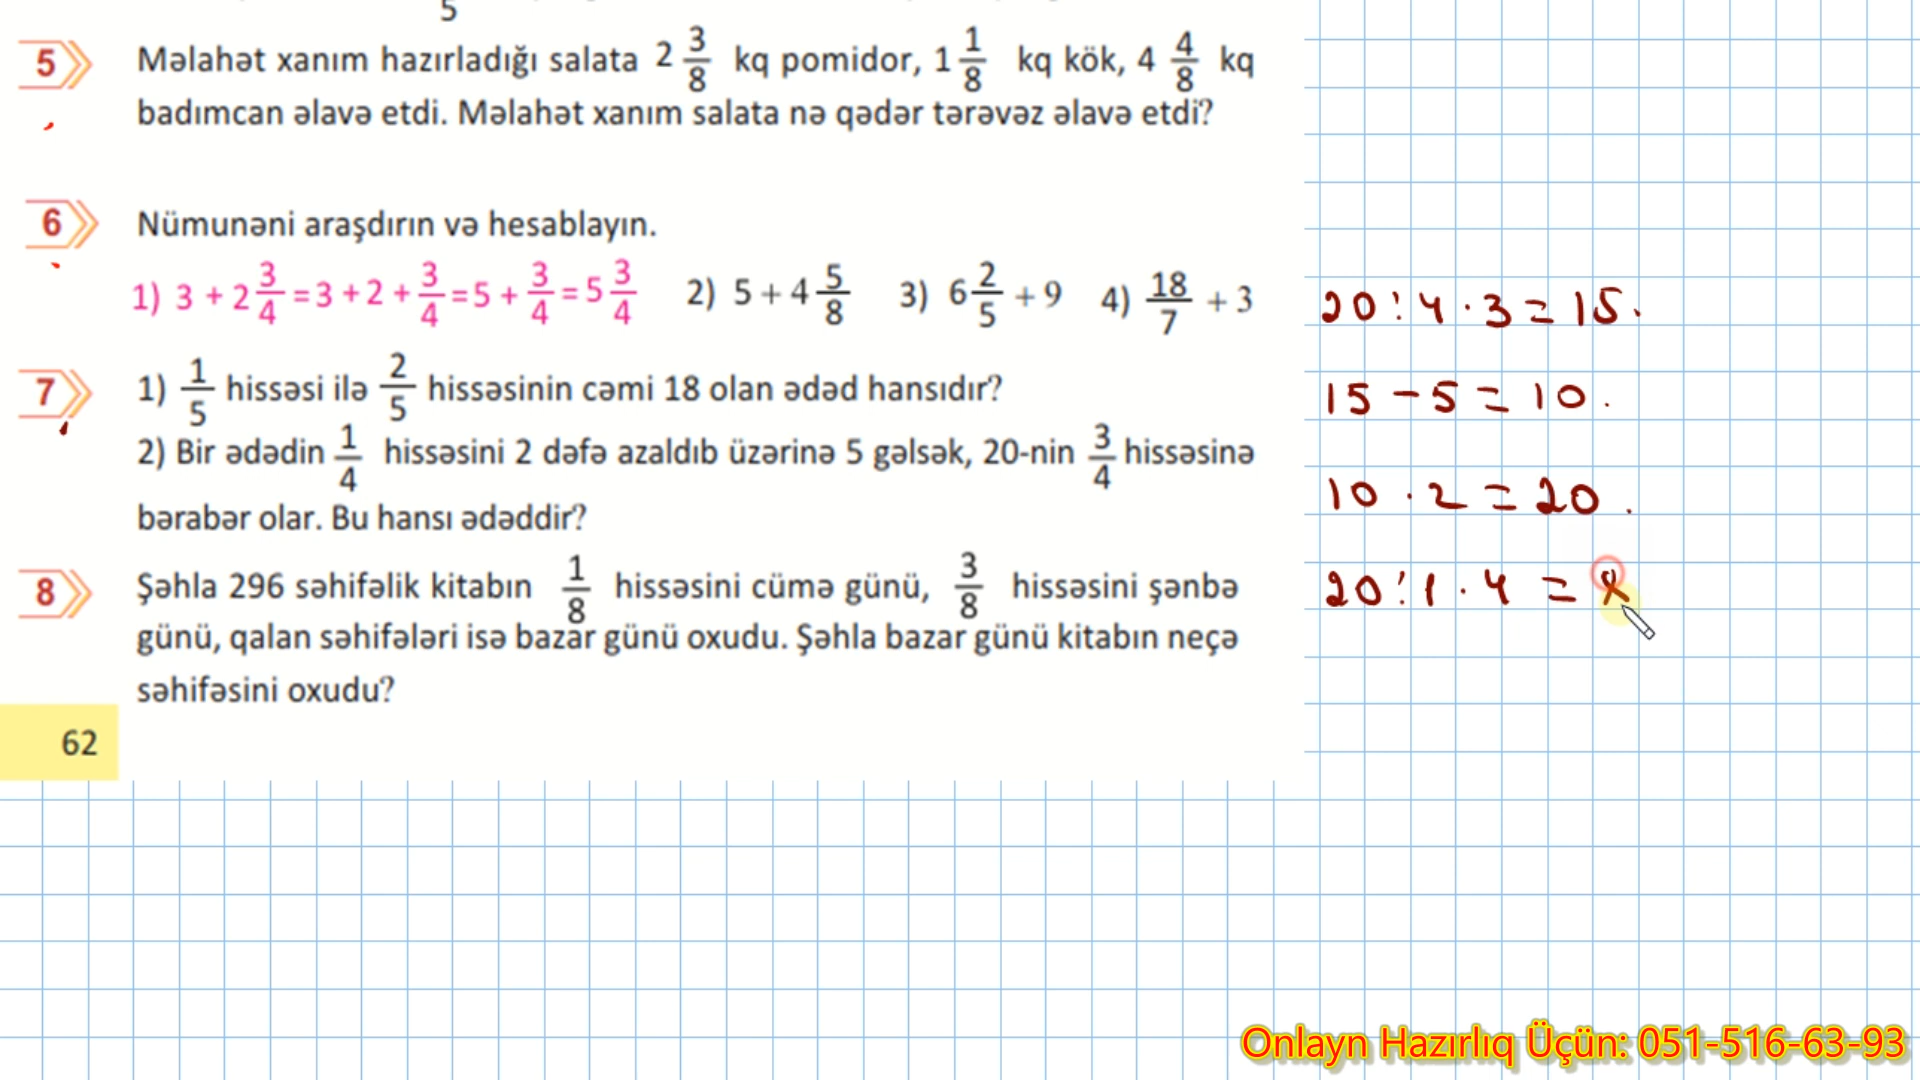 5
5 Məlahət xanım hazırladığı salata 2 3/8 kq pomidor, 1 1/8 kq kök, 4 4/8 kq
badımcan əlavə etdi. Məlahət xanım salata nə qədər tərəvəz əlavə etdi?
6 Nümunəni araşdırın və hesablayın.
1) 3 + 2 3/4 = 3 + 2 + 3/4 = 5 + 3/4 = 5 3/4 2) 5 + 4 5/8 3) 6 2/5 + 9 4) 18/7 + 3
7 1) 1/5 hissəsi ilə 2/5 hissəsinin cəmi 18 olan ədəd hansıdır?
2) Bir ədədin 1/4 hissəsini 2 dəfə azaldıb üzərinə 5 gəlsək, 20-nin 3/4 hissəsinə
bərabər olar. Bu hansı ədəddir?
8 Şəhla 296 səhifəlik kitabın 1/8 hissəsini cümə günü, 3/8 hissəsini şənbə
günü, qalan səhifələri isə bazar günü oxudu. Şəhla bazar günü kitabın neçə
səhifəsini oxudu?
62
20 : 4 · 3 = 15.
15 - 5 = 10.
10 · 2 = 20.
20 : 1 · 4 = 8
Onlayn Hazırlıq Üçün: 051-516-63-93